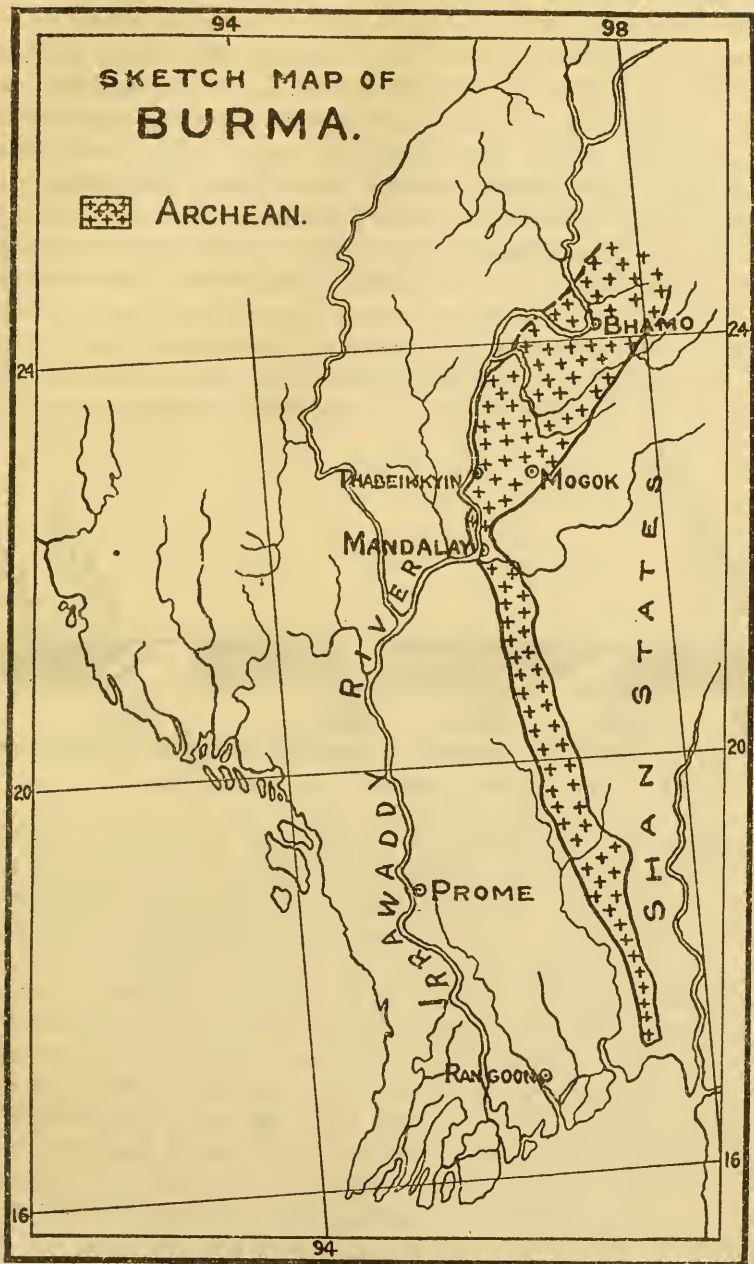 94
98
SKETCH MAP OF
BURMA.
ARCHEAN.
BHAMO
24
24
THABEIKKYIN
MOGOK
MANDALAY
IRRAWADDY RIVER
SHAN STATES
20
20
PROME
RANGOON
16
16
94